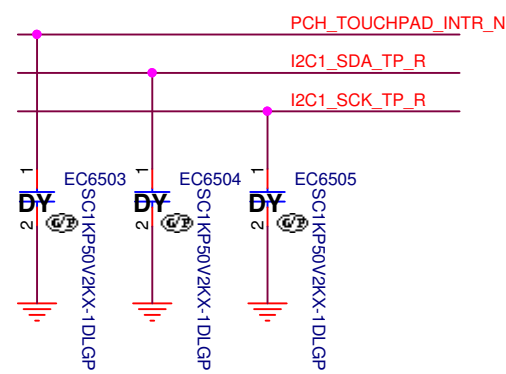 PCH_TOUCHPAD_INTR_N
I2C1_SDA_TP_R
I2C1_SCK_TP_R
1
EC6503
DY
2
G/P
SC1KP50V2KX-1DLGP
1
EC6504
DY
2
G/P
SC1KP50V2KX-1DLGP
1
EC6505
DY
2
G/P
SC1KP50V2KX-1DLGP